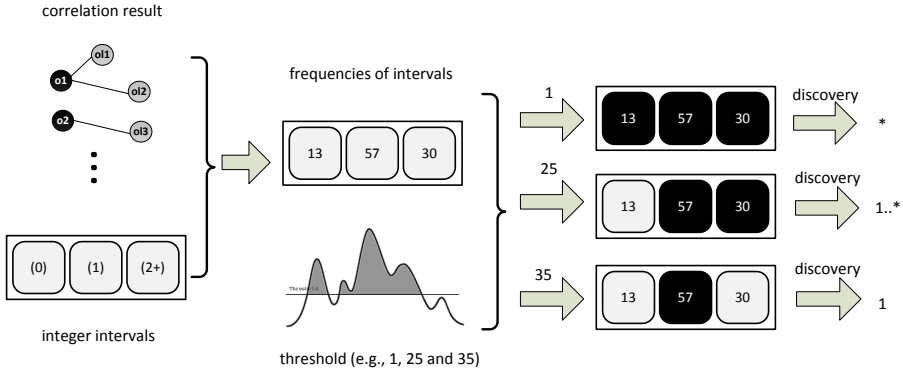 correlation result
ol1
o1
ol2
o2
ol3
(0) (1) (2+)
integer intervals
frequencies of intervals
13 57 30
Threshold
threshold (e.g., 1, 25 and 35)
1
13 57 30
discovery
*
25
13 57 30
discovery
1..*
35
13 57 30
discovery
1